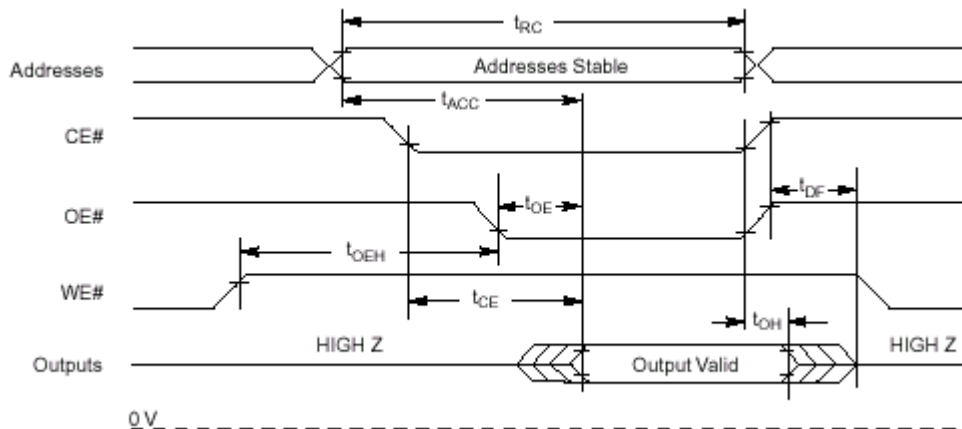 tRC
Addresses
Addresses Stable
tACC
CE#
tDF
OE#
tOE
tOEH
WE#
tCE
tOH
HIGH Z
HIGH Z
Outputs
Output Valid
0 V